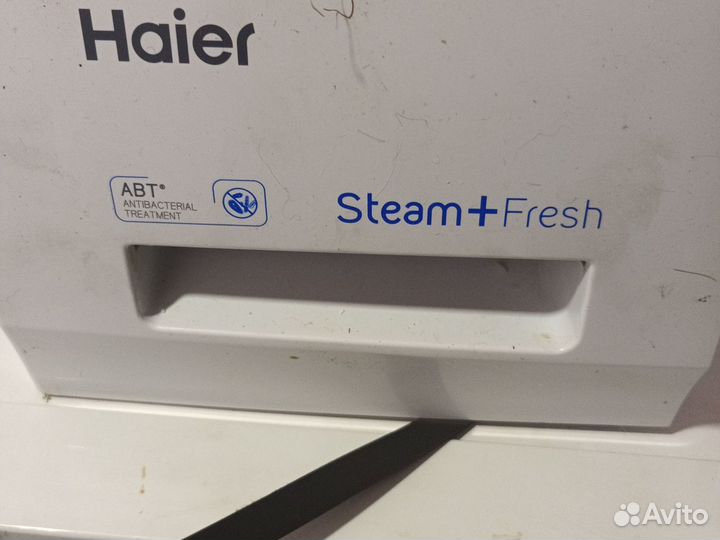 Haier
ABT®
ANTIBACTERIAL
TREATMENT
Steam+Fresh
Avito